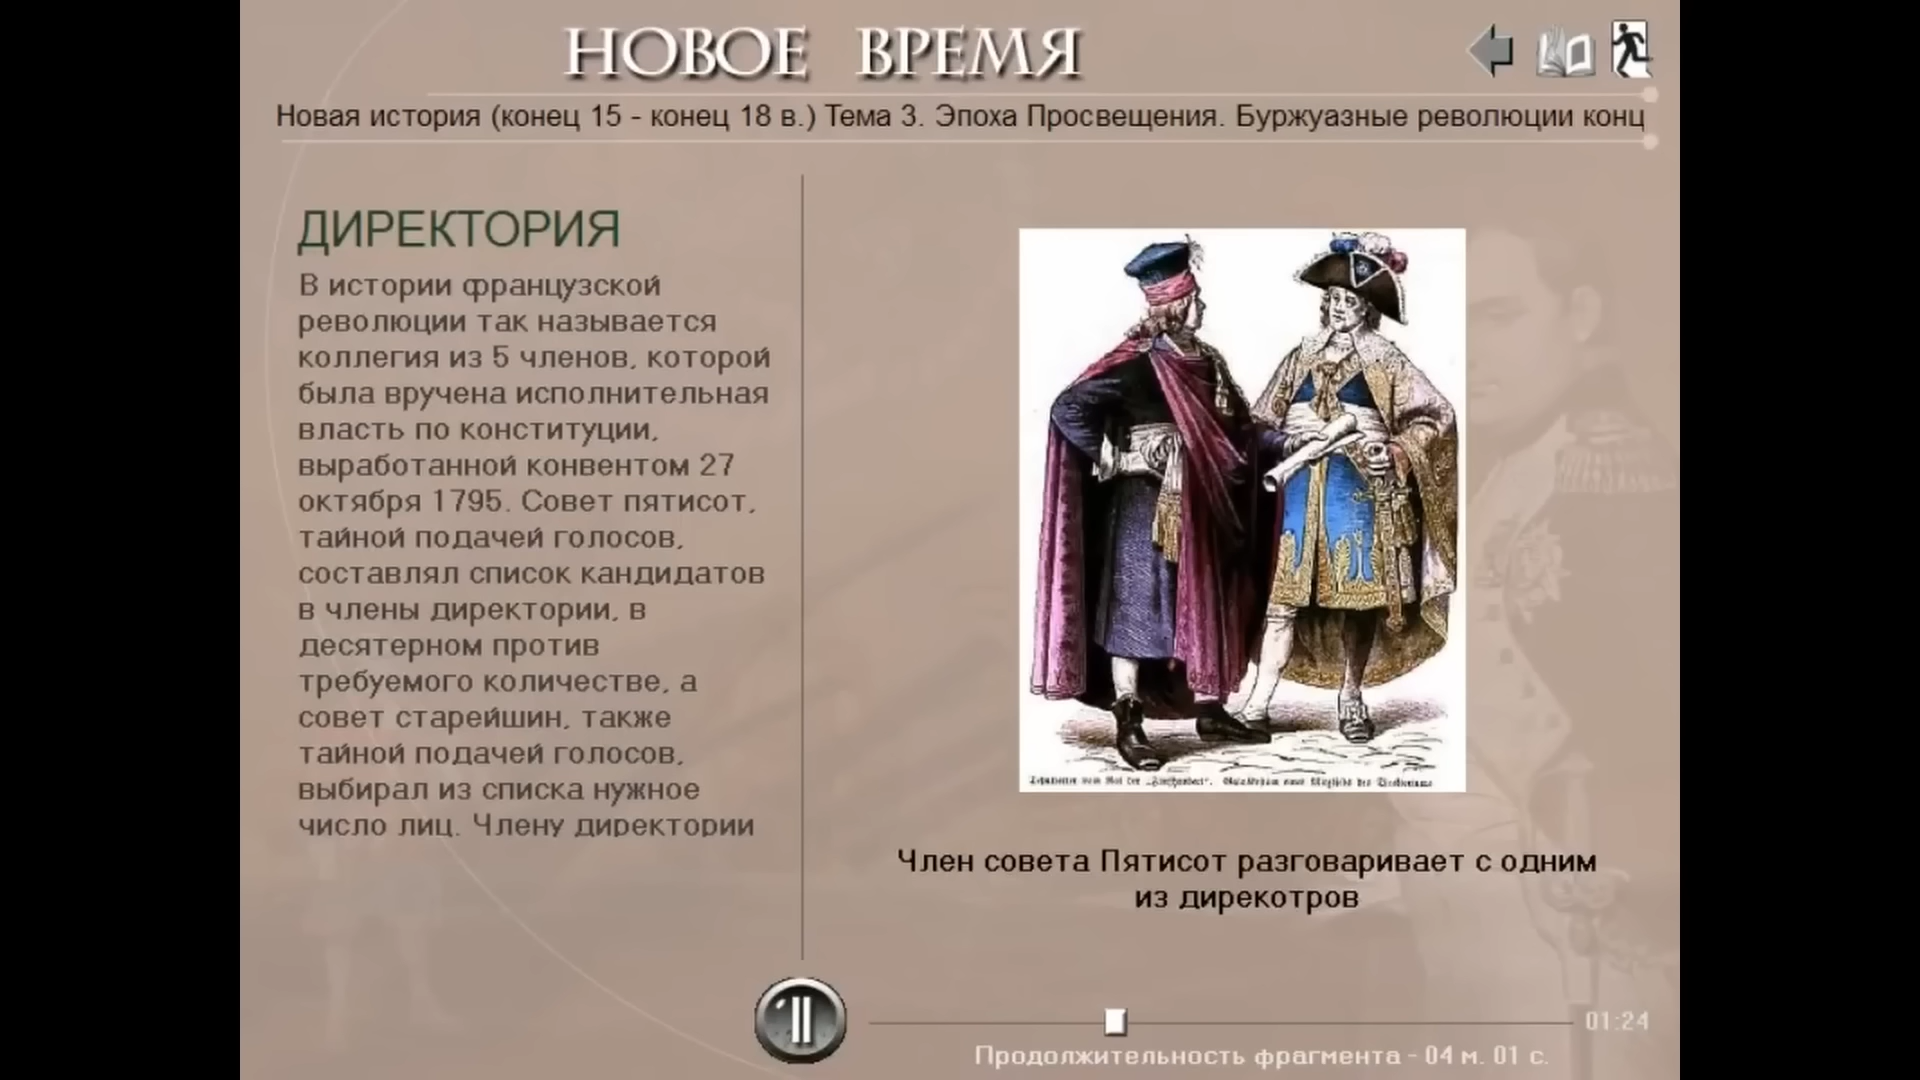 НОВОЕ ВРЕМЯ
Новая история (конец 15 - конец 18 в.) Тема 3. Эпоха Просвещения. Буржуазные революции конц
ДИРЕКТОРИЯ
В истории французской
революции так называется
коллегия из 5 членов, которой
была вручена исполнительная
власть по конституции,
выработанной конвентом 27
октября 1795. Совет пятисот,
тайной подачей голосов,
составлял список кандидатов
в члены директории, в
десятерном против
требуемого количестве, а
совет старейшин, также
тайной подачей голосов,
выбирал из списка нужное
число лиц. Члену директории
Член совета Пятисот разговаривает с одним
из дирекотров
01:24
Продолжительность фрагмента - 04 м. 01 с.